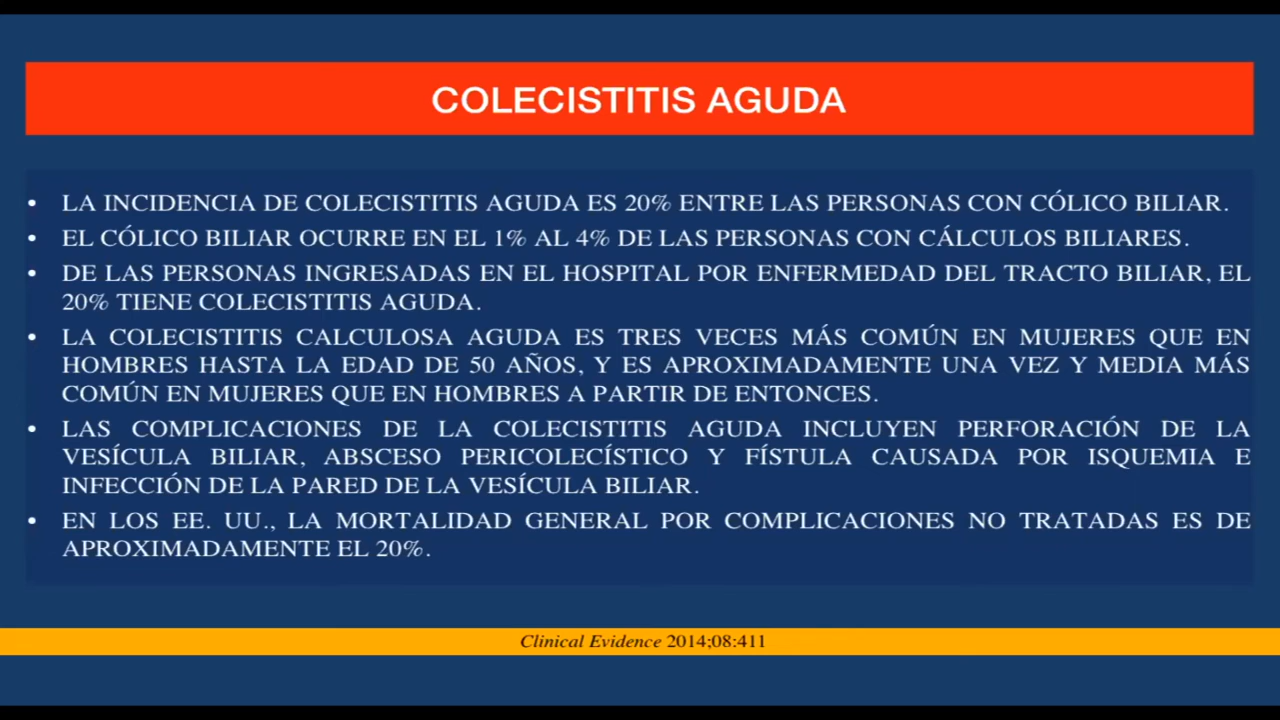 COLECISTITIS AGUDA
• LA INCIDENCIA DE COLECISTITIS AGUDA ES 20% ENTRE LAS PERSONAS CON CÓLICO BILIAR.
• EL CÓLICO BILIAR OCURRE EN EL 1% AL 4% DE LAS PERSONAS CON CÁLCULOS BILIARES.
• DE LAS PERSONAS INGRESADAS EN EL HOSPITAL POR ENFERMEDAD DEL TRACTO BILIAR, EL
20% TIENE COLECISTITIS AGUDA.
• LA COLECISTITIS CALCULOSA AGUDA ES TRES VECES MÁS COMÚN EN MUJERES QUE EN
HOMBRES HASTA LA EDAD DE 50 AÑOS, Y ES APROXIMADAMENTE UNA VEZ Y MEDIA MÁS
COMÚN EN MUJERES QUE EN HOMBRES A PARTIR DE ENTONCES.
• LAS COMPLICACIONES DE LA COLECISTITIS AGUDA INCLUYEN PERFORACIÓN DE LA
VESÍCULA BILIAR, ABSCESO PERICOLECÍSTICO Y FÍSTULA CAUSADA POR ISQUEMIA E
INFECCIÓN DE LA PARED DE LA VESÍCULA BILIAR.
• EN LOS EE. UU., LA MORTALIDAD GENERAL POR COMPLICACIONES NO TRATADAS ES DE
APROXIMADAMENTE EL 20%.
Clinical Evidence 2014;08:411